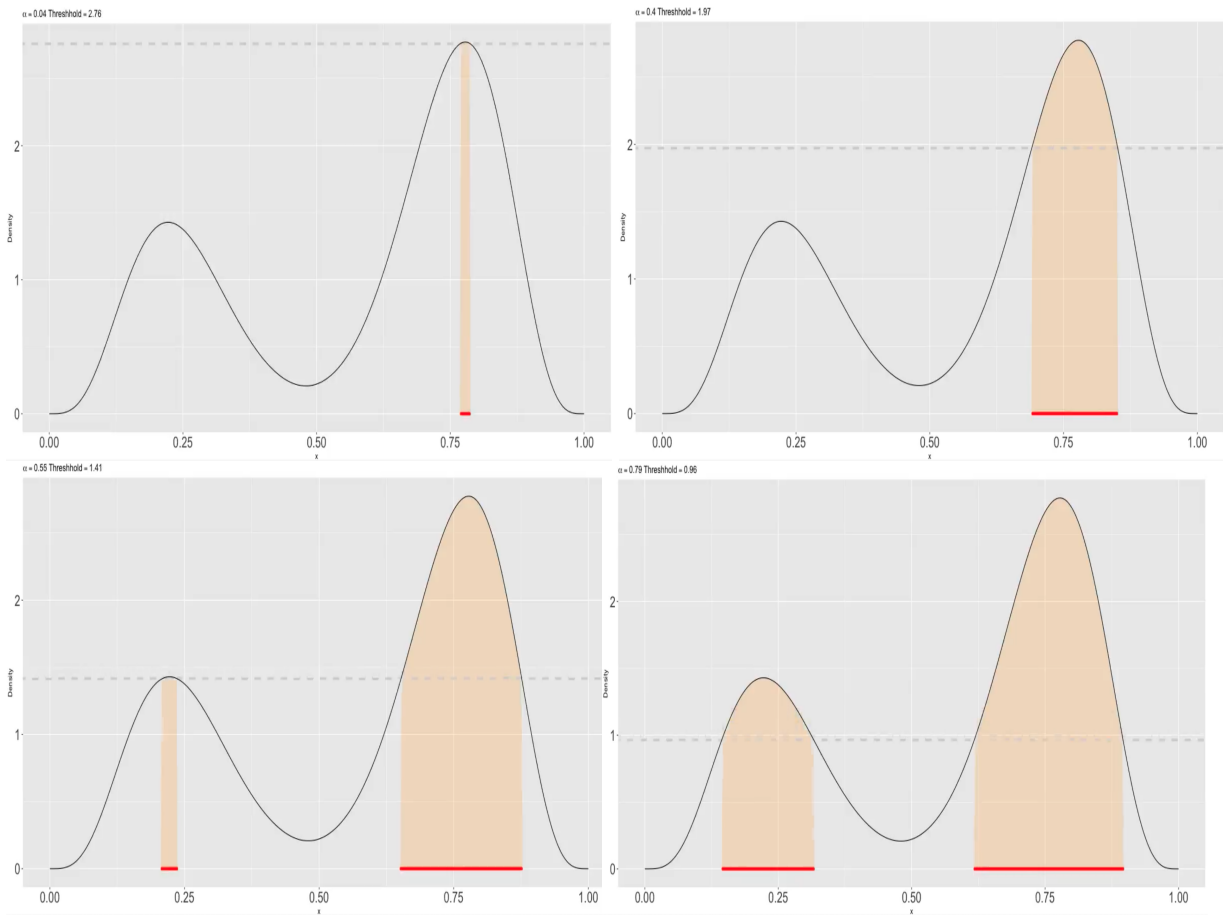 α = 0.04 Threshhold = 2.76
Density
2
1
0
0.00 0.25 0.50 0.75 1.00
x
α = 0.4 Threshhold = 1.97
Density
2
1
0
0.00 0.25 0.50 0.75 1.00
x
α = 0.55 Threshhold = 1.41
Density
2
1
0
0.00 0.25 0.50 0.75 1.00
x
α = 0.79 Threshhold = 0.96
Density
2
1
0
0.00 0.25 0.50 0.75 1.00
x